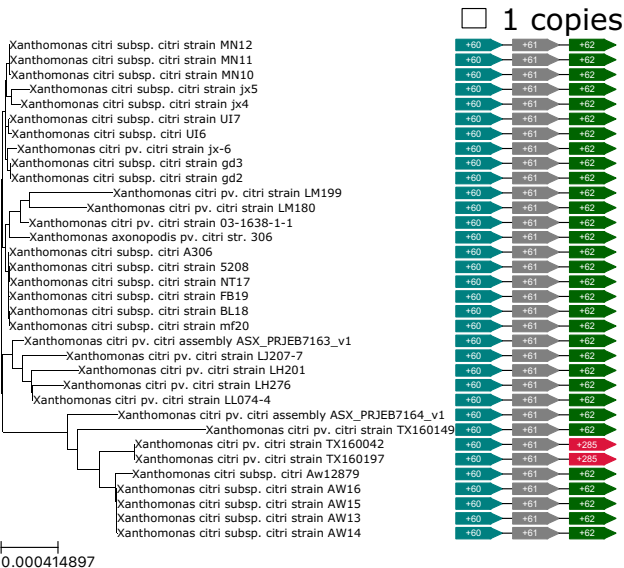 1 copies
Xanthomonas citri subsp. citri strain MN12 +60 +61 +62
Xanthomonas citri subsp. citri strain MN11 +60 +61 +62
Xanthomonas citri subsp. citri strain MN10 +60 +61 +62
Xanthomonas citri subsp. citri strain jx5 +60 +61 +62
Xanthomonas citri subsp. citri strain jx4 +60 +61 +62
Xanthomonas citri subsp. citri strain UI7 +60 +61 +62
Xanthomonas citri subsp. citri UI6 +60 +61 +62
Xanthomonas citri pv. citri strain jx-6 +60 +61 +62
Xanthomonas citri subsp. citri strain gd3 +60 +61 +62
Xanthomonas citri subsp. citri strain gd2 +60 +61 +62
Xanthomonas citri pv. citri strain LM199 +60 +61 +62
Xanthomonas citri pv. citri strain LM180 +60 +61 +62
Xanthomonas citri pv. citri strain 03-1638-1-1 +60 +61 +62
Xanthomonas axonopodis pv. citri str. 306 +60 +61 +62
Xanthomonas citri subsp. citri A306 +60 +61 +62
Xanthomonas citri subsp. citri strain 5208 +60 +61 +62
Xanthomonas citri subsp. citri strain NT17 +60 +61 +62
Xanthomonas citri subsp. citri strain FB19 +60 +61 +62
Xanthomonas citri subsp. citri strain BL18 +60 +61 +62
Xanthomonas citri subsp. citri strain mf20 +60 +61 +62
Xanthomonas citri pv. citri assembly ASX_PRJEB7163_v1 +60 +61 +62
Xanthomonas citri pv. citri strain LJ207-7 +60 +61 +62
Xanthomonas citri pv. citri strain LH201 +60 +61 +62
Xanthomonas citri pv. citri strain LH276 +60 +61 +62
Xanthomonas citri pv. citri strain LL074-4 +60 +61 +62
Xanthomonas citri pv. citri assembly ASX_PRJEB7164_v1 +60 +61 +62
Xanthomonas citri pv. citri strain TX160149 +60 +61 +62
Xanthomonas citri pv. citri strain TX160042 +60 +61 +285
Xanthomonas citri pv. citri strain TX160197 +60 +61 +285
Xanthomonas citri subsp. citri Aw12879 +60 +61 +62
Xanthomonas citri subsp. citri strain AW16 +60 +61 +62
Xanthomonas citri subsp. citri strain AW15 +60 +61 +62
Xanthomonas citri subsp. citri strain AW13 +60 +61 +62
Xanthomonas citri subsp. citri strain AW14 +60 +61 +62
0.000414897